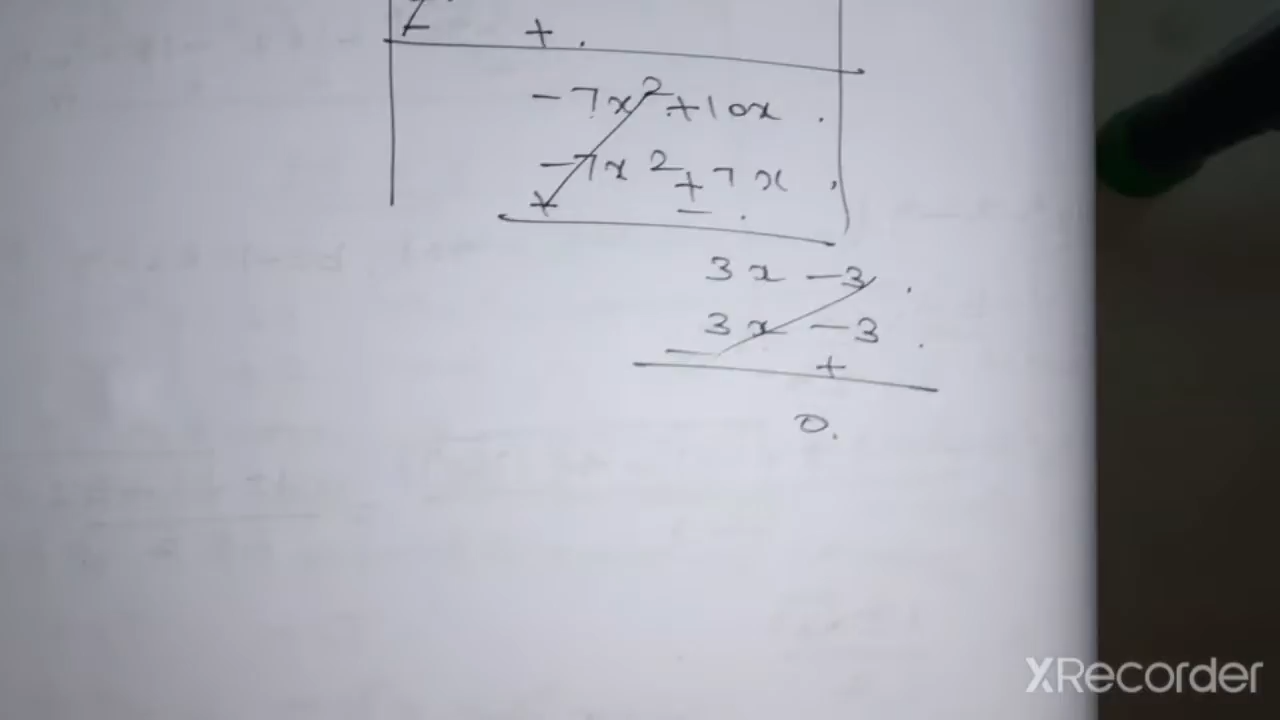 + .
- 7x² + 10x .
- 7x² + 7x .
+ - .
3x - 3 .
3x - 3 .
- +
0.
XRecorder